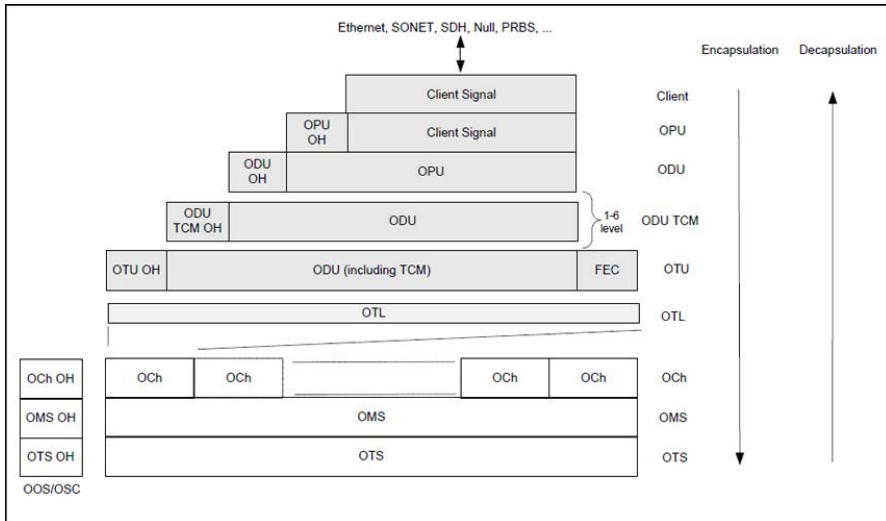 Ethernet, SONET, SDH, Null, PRBS, ...
Encapsulation
Decapsulation
Client Signal
Client
OPU
OH
Client Signal
OPU
ODU
OH
OPU
ODU
ODU
TCM OH
ODU
1-6
level
ODU TCM
OTU OH
ODU (including TCM)
FEC
OTU
OTL
OTL
OCh OH
OCh
OCh
OCh
OCh
OCh
OMS OH
OMS
OMS
OTS OH
OTS
OTS
OOS/OSC